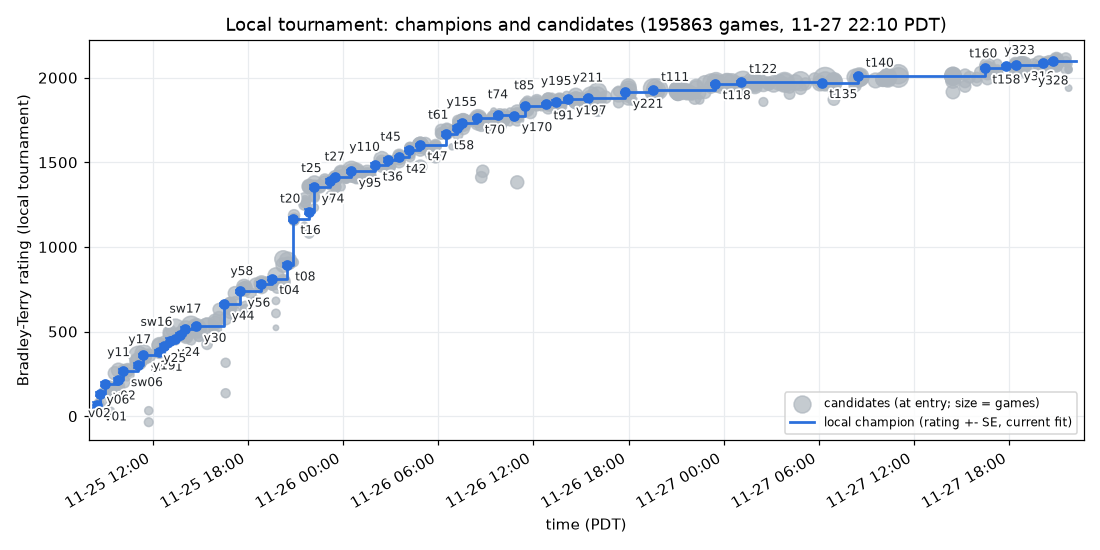 Local tournament: champions and candidates (195863 games, 11-27 22:10 PDT)
Bradley-Terry rating (local tournament)
2000
1500
1000
500
0
t160 y323
t158 y328
t140
t135
t122
t118
t111
y221
y195 y211
y197
t85
t91
y170
t74
t70
y155
t61
t58
t45
t47
t42
t36
y110
y95
t27
t25
y74
t20
t16
t08
t04
y58
y56
y44
sw17
sw16
y30
y24
y25
y17
y11
sw06
y06
candidates (at entry; size = games)
local champion (rating +- SE, current fit)
11-25 12:00
11-25 18:00
11-26 00:00
11-26 06:00
11-26 12:00
11-26 18:00
11-27 00:00
11-27 06:00
11-27 12:00
11-27 18:00
time (PDT)